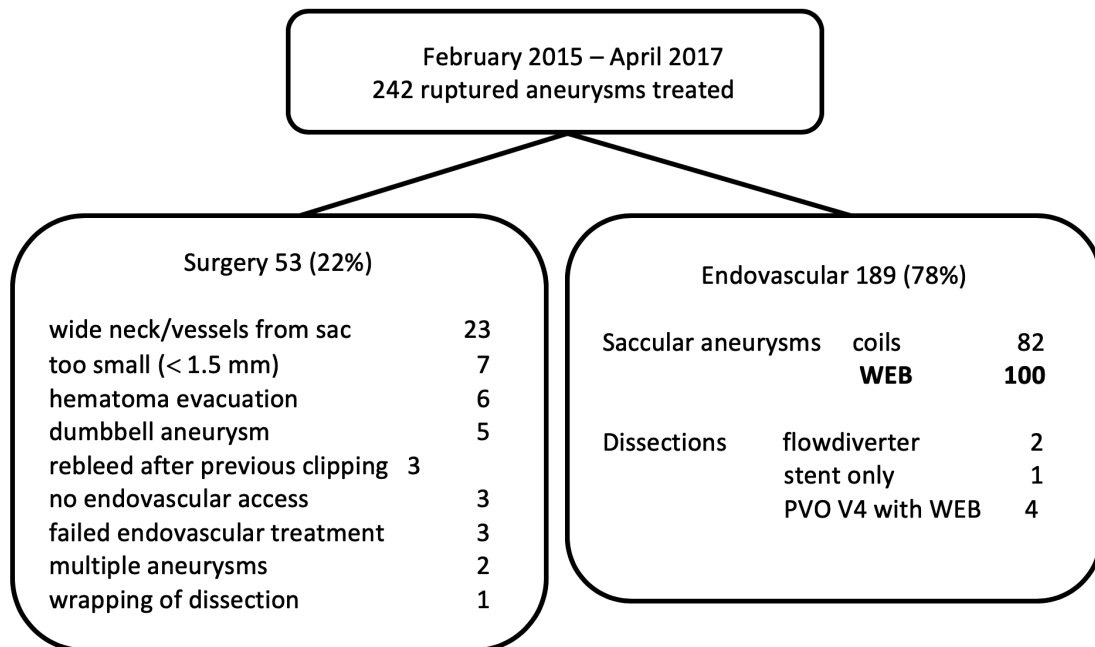 February 2015 – April 2017
242 ruptured aneurysms treated
Surgery 53 (22%)
wide neck/vessels from sac 23
too small (< 1.5 mm) 7
hematoma evacuation 6
dumbbell aneurysm 5
rebleed after previous clipping 3
no endovascular access 3
failed endovascular treatment 3
multiple aneurysms 2
wrapping of dissection 1
Endovascular 189 (78%)
Saccular aneurysms coils 82
WEB 100
Dissections flowdiverter 2
stent only 1
PVO V4 with WEB 4